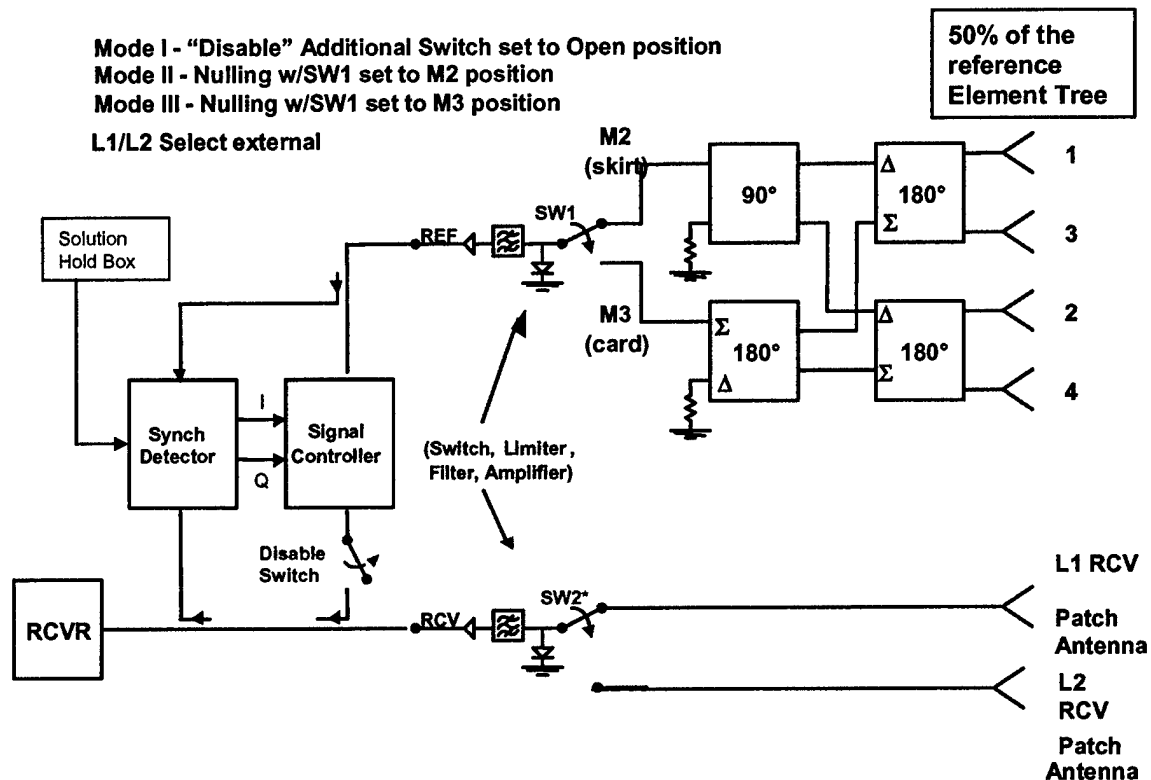 Mode I - “Disable” Additional Switch set to Open position
Mode II - Nulling w/SW1 set to M2 position
Mode III - Nulling w/SW1 set to M3 position
L1/L2 Select external
50% of the
reference
Element Tree
M2
(skirt)
90°
Δ
180°
Σ
1
3
Solution
Hold Box
REF
SW1
M3
(card)
Σ
180°
Δ
Δ
180°
Σ
2
4
Synch
Detector
I
Q
Signal
Controller
(Switch, Limiter,
Filter, Amplifier)
Disable
Switch
RCVR
RCV
SW2*
L1 RCV
Patch
Antenna
L2
RCV
Patch
Antenna